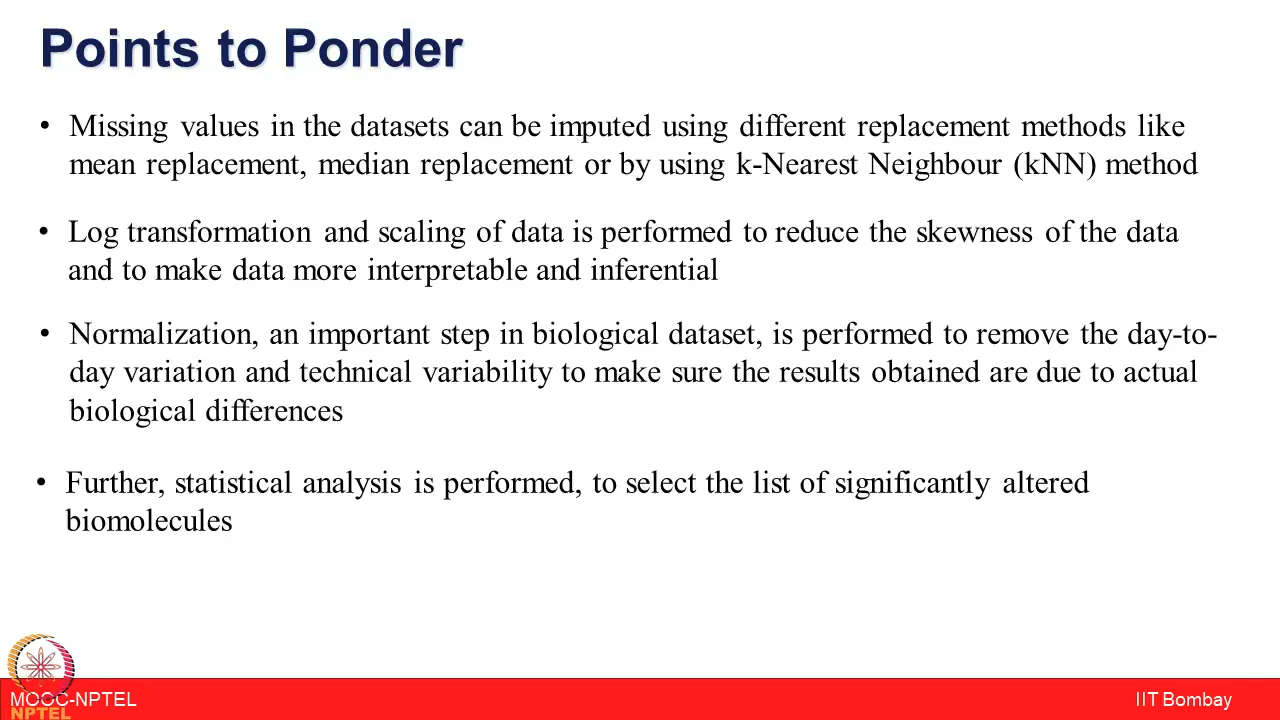 Points to Ponder
• Missing values in the datasets can be imputed using different replacement methods like
mean replacement, median replacement or by using k-Nearest Neighbour (kNN) method
• Log transformation and scaling of data is performed to reduce the skewness of the data
and to make data more interpretable and inferential
• Normalization, an important step in biological dataset, is performed to remove the day-to-
day variation and technical variability to make sure the results obtained are due to actual
biological differences
• Further, statistical analysis is performed, to select the list of significantly altered
biomolecules
MOOC-NPTEL
IIT Bombay
NPTEL